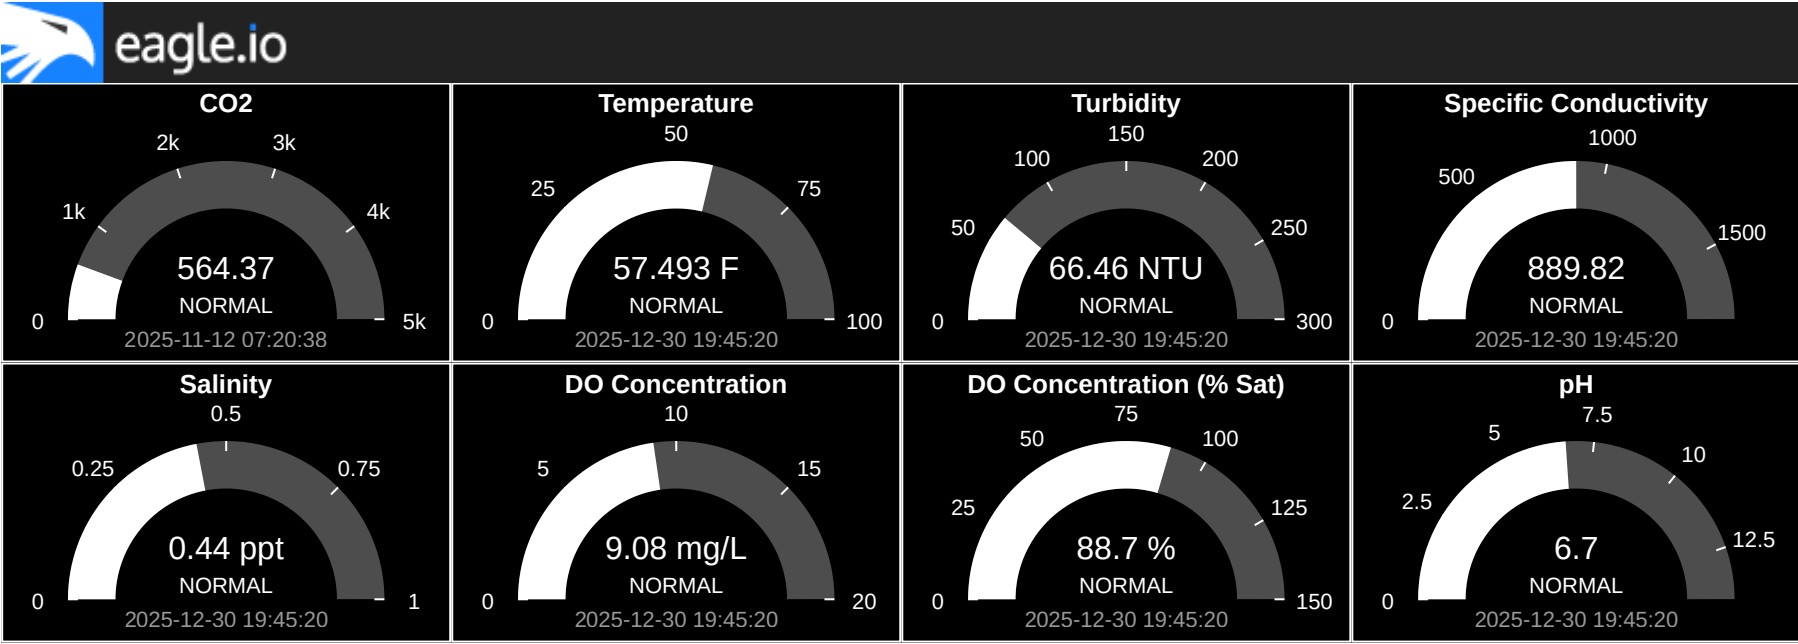 eagle.io
CO2
0
1k
2k
3k
4k
5k
564.37
NORMAL
2025-11-12 07:20:38
Temperature
0
25
50
75
100
57.493 F
NORMAL
2025-12-30 19:45:20
Turbidity
0
50
100
150
200
250
300
66.46 NTU
NORMAL
2025-12-30 19:45:20
Specific Conductivity
0
500
1000
1500
889.82
NORMAL
2025-12-30 19:45:20
Salinity
0
0.25
0.5
0.75
1
0.44 ppt
NORMAL
2025-12-30 19:45:20
DO Concentration
0
5
10
15
20
9.08 mg/L
NORMAL
2025-12-30 19:45:20
DO Concentration (% Sat)
0
25
50
75
100
125
150
88.7 %
NORMAL
2025-12-30 19:45:20
pH
0
2.5
5
7.5
10
12.5
6.7
NORMAL
2025-12-30 19:45:20